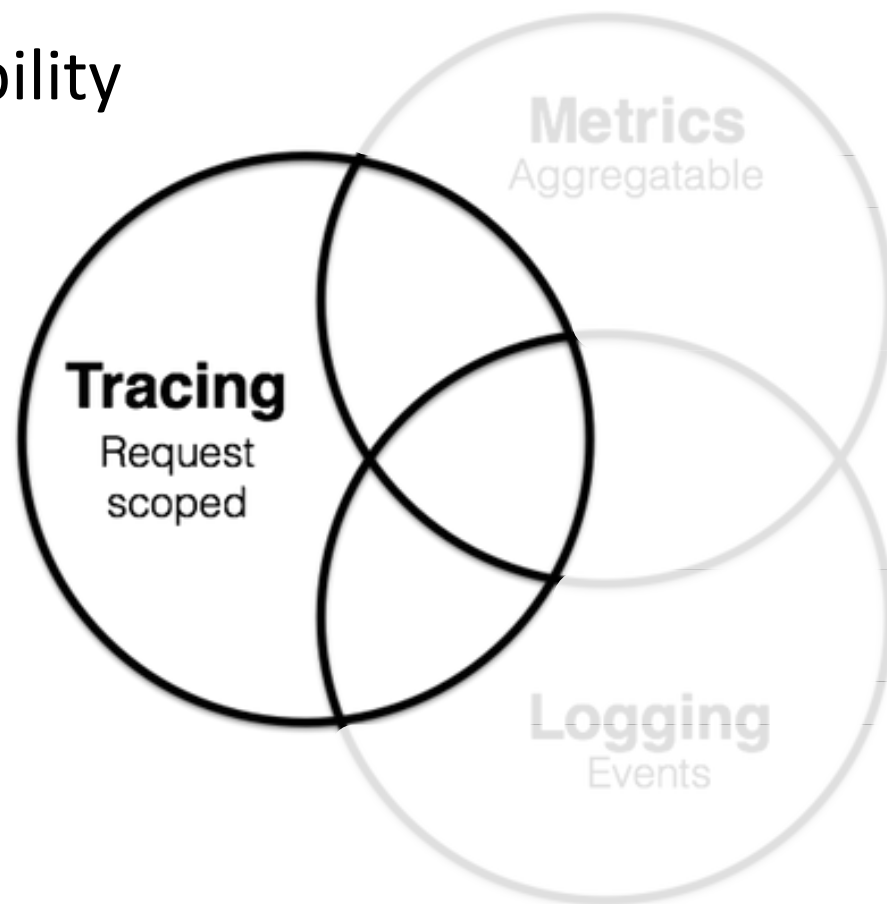 bility
Metrics
Aggregatable
Tracing
Request
scoped
Logging
Events